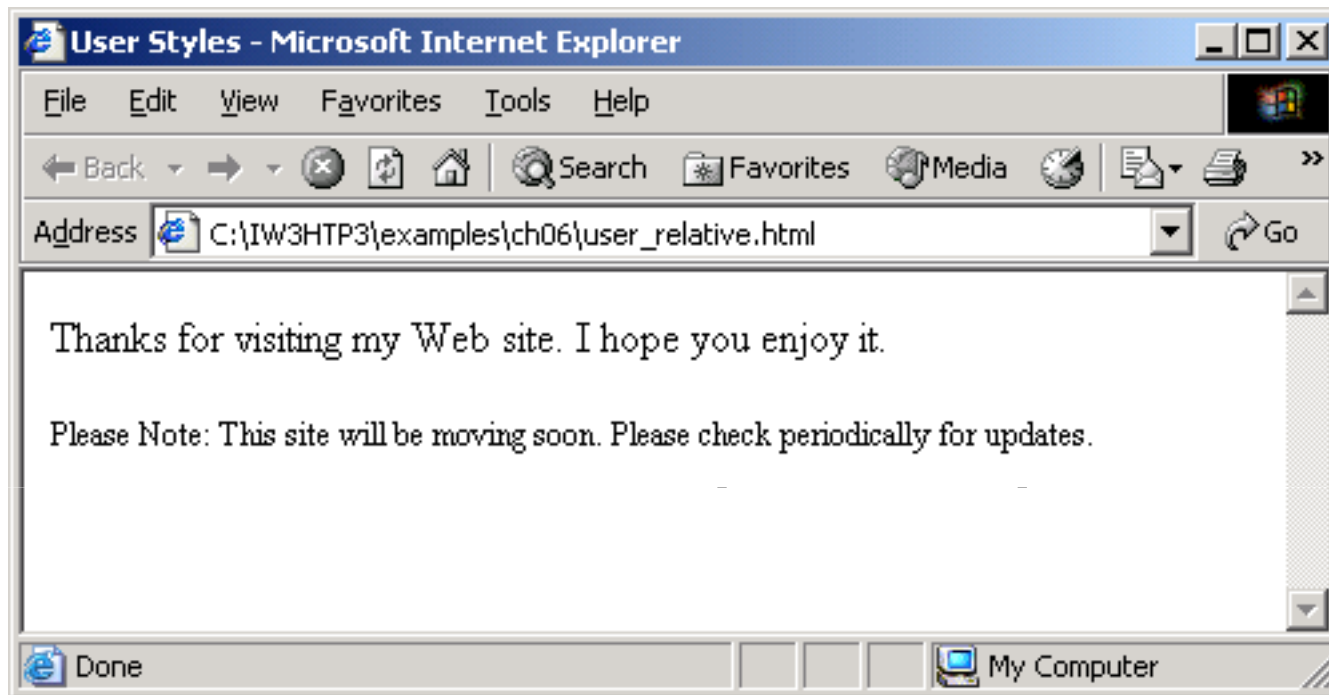 User Styles - Microsoft Internet Explorer
File Edit View Favorites Tools Help
Back Search Favorites Media »
Address C:\IW3HTP3\examples\ch06\user_relative.html Go
Thanks for visiting my Web site. I hope you enjoy it.
Please Note: This site will be moving soon. Please check periodically for updates.
Done My Computer